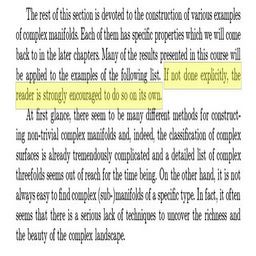 The rest of this section is devoted to the construction of various examples
of complex manifolds. Each of them has specific properties which we will come
back to in the later chapters. Many of the results presented in this course will
be applied to the examples of the following list. If not done explicitly, the
reader is strongly encouraged to do so on its own.
At first glance, there seem to be many different methods for construct-
ing non-trivial complex manifolds and, indeed, the classification of complex
surfaces is already tremendously complicated and a detailed list of complex
threefolds seems out of reach for the time being. On the other hand, it is not
always easy to find complex (sub-)manifolds of a specific type. In fact, it often
seems that there is a serious lack of techniques to uncover the richness and
the beauty of the complex landscape.